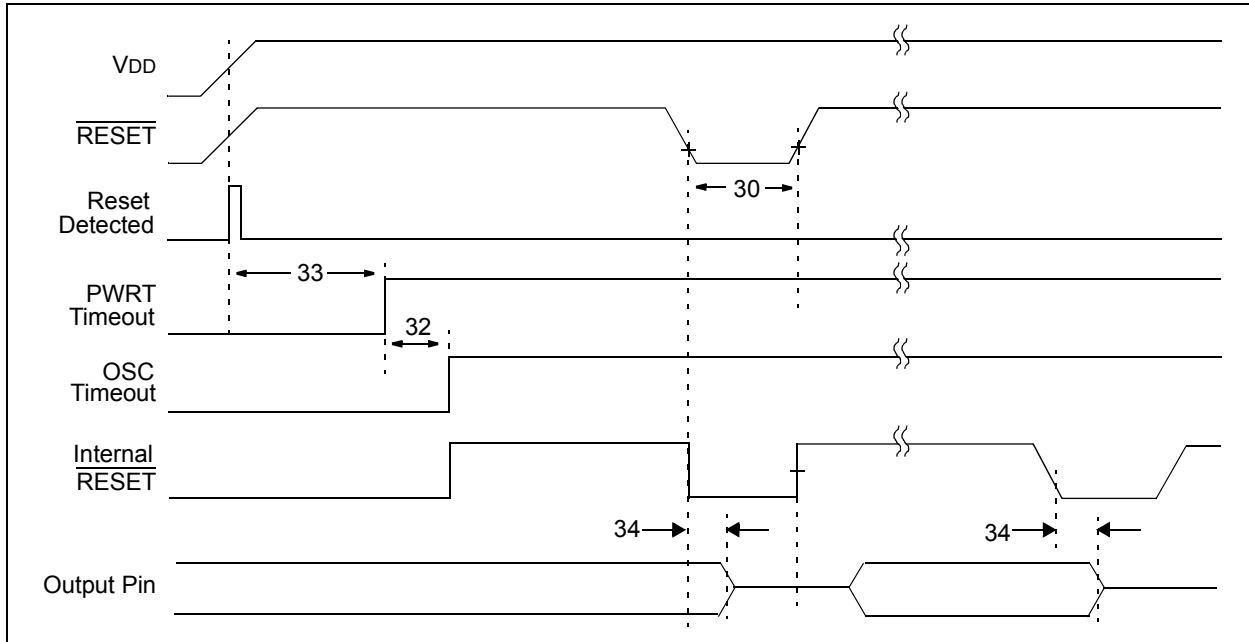 VDD
RESET
Reset
Detected
30
33
PWRT
Timeout
32
OSC
Timeout
Internal
RESET
34
34
Output Pin